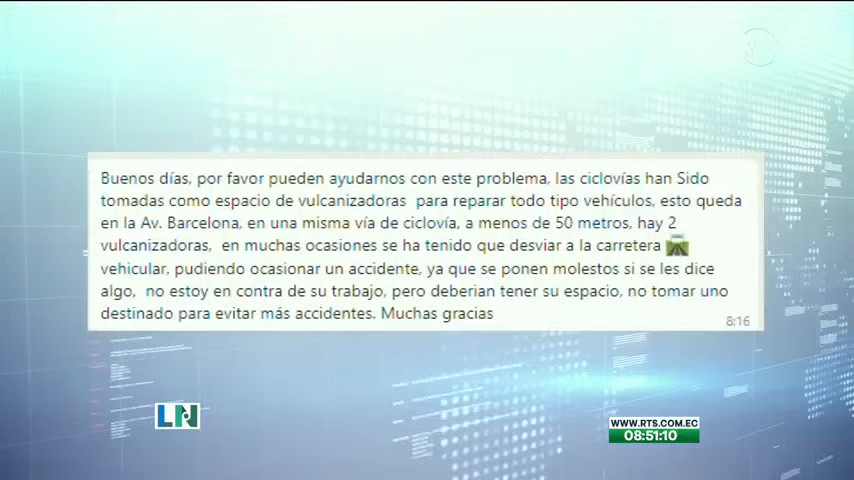 Buenos días, por favor pueden ayudarnos con este problema, las ciclovías han Sido
tomadas como espacio de vulcanizadoras para reparar todo tipo vehículos, esto queda
en la Av. Barcelona, en una misma vía de ciclovía, a menos de 50 metros, hay 2
vulcanizadoras, en muchas ocasiones se ha tenido que desviar a la carretera
vehicular, pudiendo ocasionar un accidente, ya que se ponen molestos si se les dice
algo, no estoy en contra de su trabajo, pero deberian tener su espacio, no tomar uno
destinado para evitar más accidentes. Muchas gracias
8:16
LN
WWW.RTS.COM.EC
08:51:10